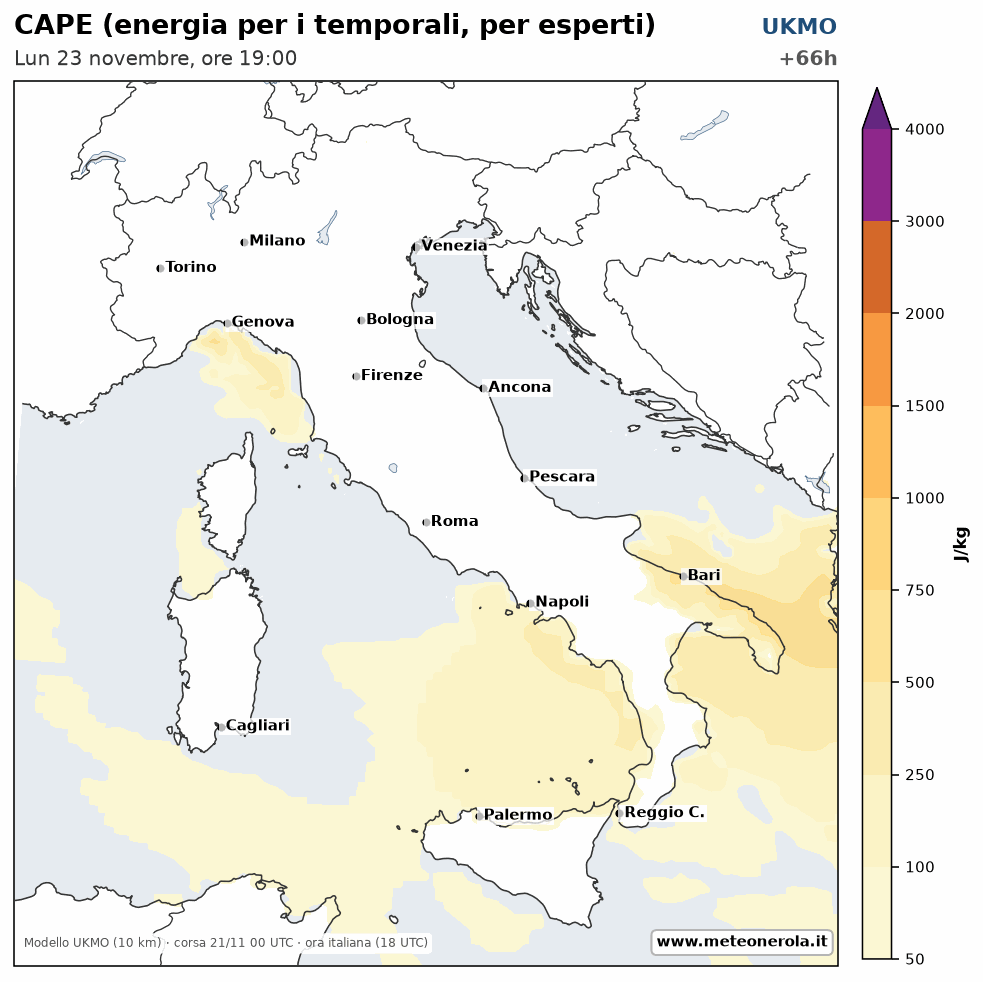 CAPE (energia per i temporali, per esperti)
UKMO
Lun 23 novembre, ore 19:00
+66h
4000
3000
2000
1500
1000
750
500
250
100
50
J/kg
Milano
Venezia
Torino
Genova
Bologna
Firenze
Ancona
Pescara
Roma
Bari
Napoli
Cagliari
Palermo
Reggio C.
Modello UKMO (10 km) · corsa 21/11 00 UTC · ora italiana (18 UTC)
www.meteonerola.it